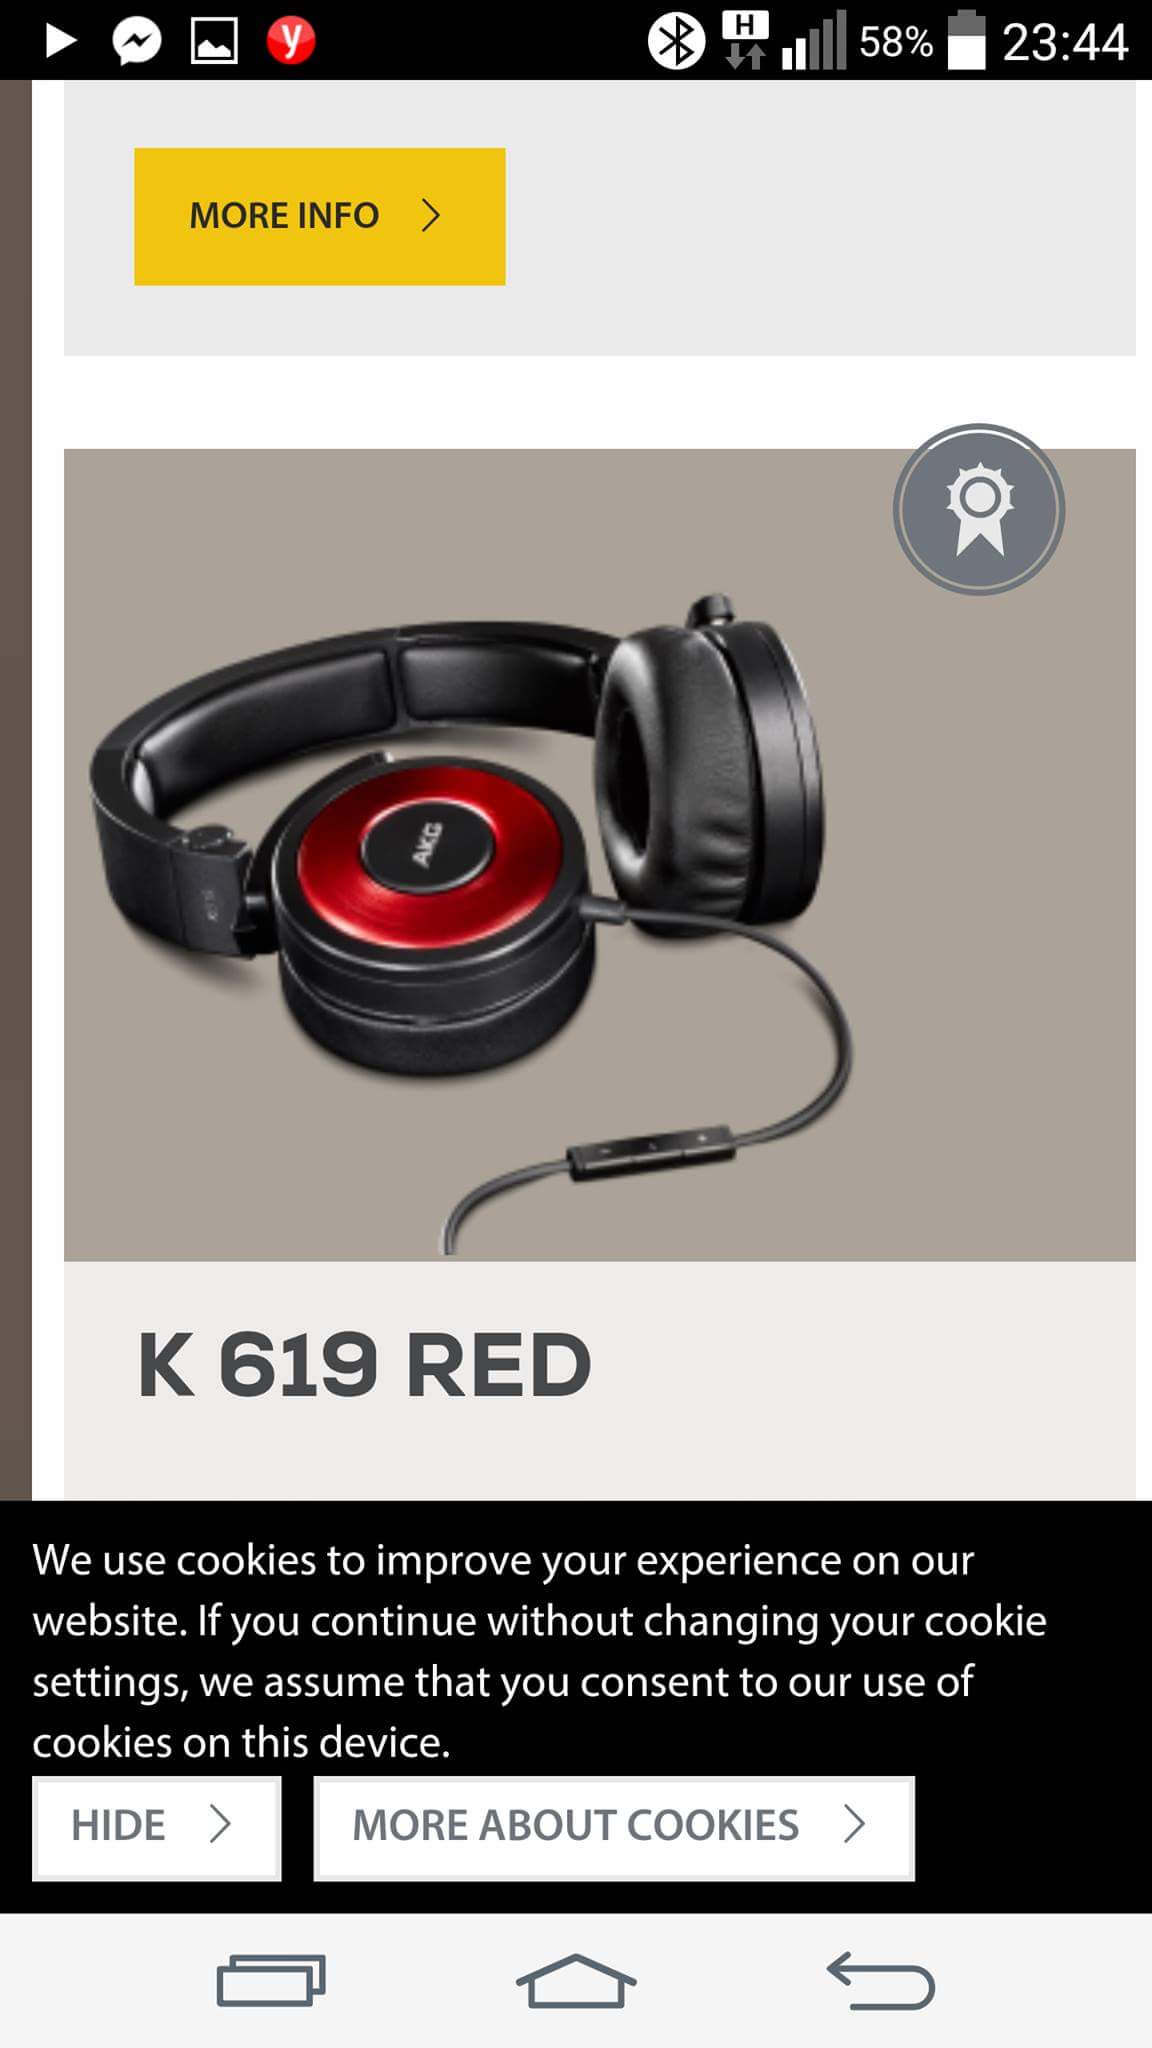 y
H
58%
23:44
MORE INFO
AKG
K 619 RED
We use cookies to improve your experience on our
website. If you continue without changing your cookie
settings, we assume that you consent to our use of
cookies on this device.
HIDE
MORE ABOUT COOKIES